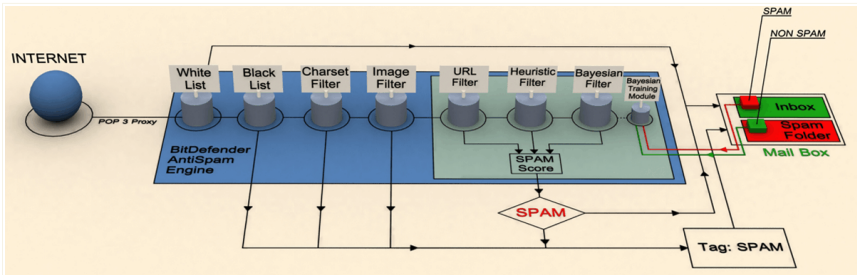 SPAM
NON SPAM
INTERNET
White
List
Black
List
Charset
Filter
Image
Filter
URL
Filter
Heuristic
Filter
Bayesian
Filter
Bayesian
Training
Module
POP 3 Proxy
Inbox
Spam
Folder
Mail Box
BitDefender
AntiSpam
Engine
SPAM
Score
SPAM
Tag: SPAM